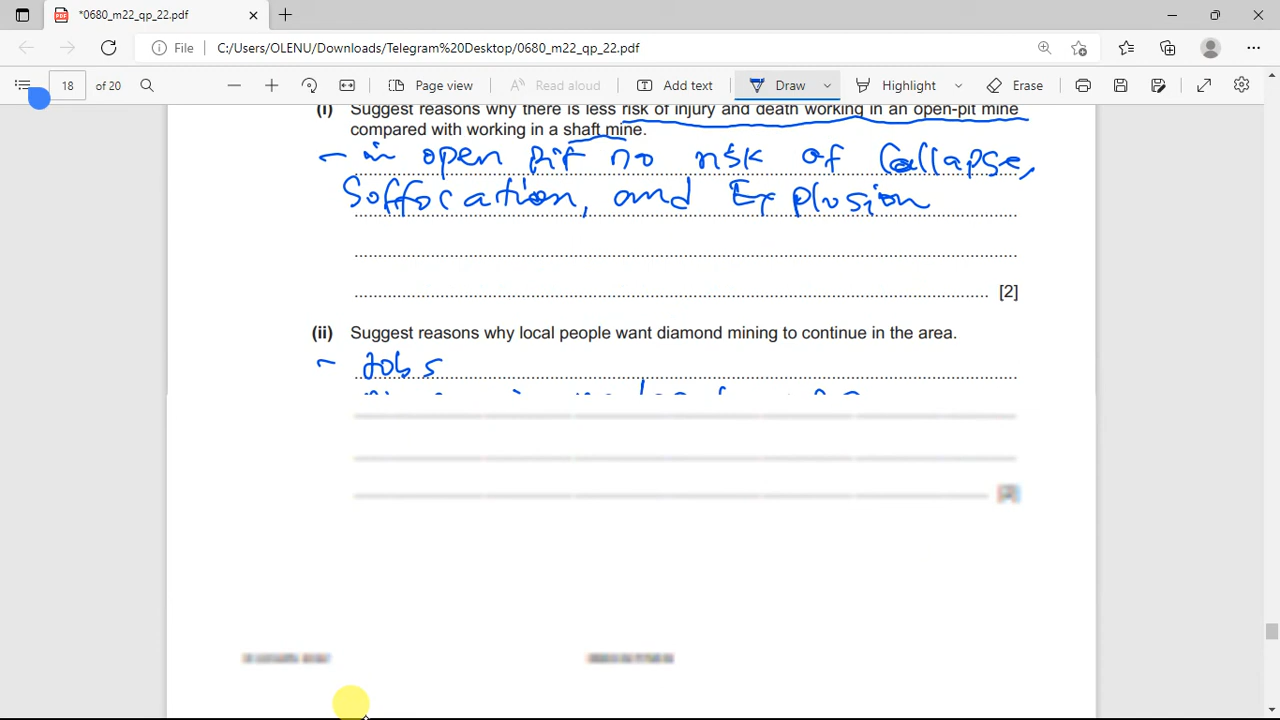 *0680_m22_qp_22.pdf
File C:/Users/OLENU/Downloads/Telegram%20Desktop/0680_m22_qp_22.pdf
18 of 20 Page view Read aloud Add text Draw Highlight Erase
(i) Suggest reasons why there is less risk of injury and death working in an open-pit mine
compared with working in a shaft mine.
- in open pit no risk of Collapse,
Soffocation, and Explosion
[2]
(ii) Suggest reasons why local people want diamond mining to continue in the area.
- Jobs